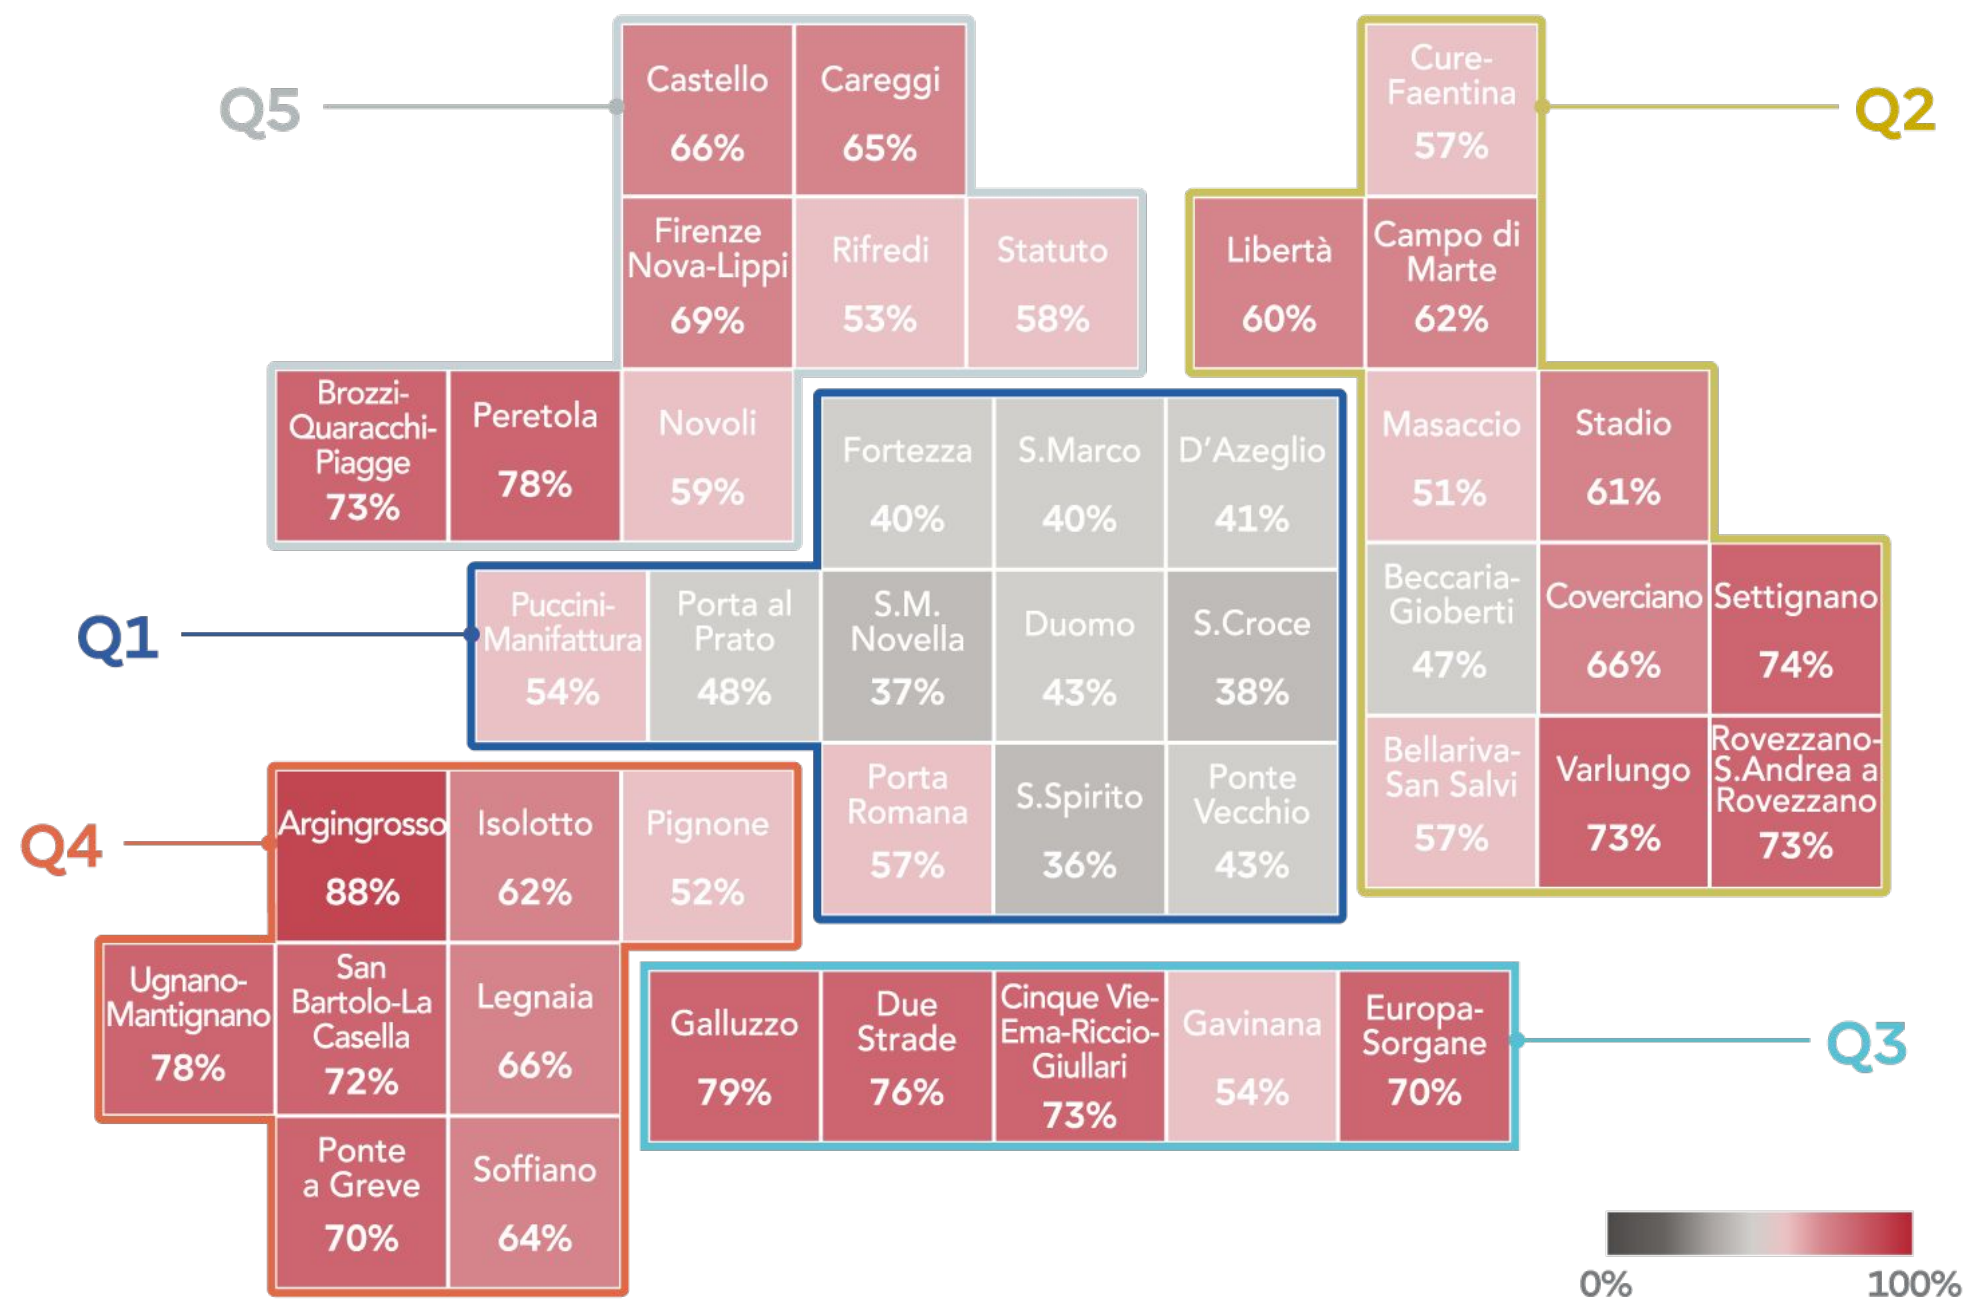 Q5
Castello
66%
Careggi
65%
Firenze
Nova-Lippi
69%
Rifredi
53%
Statuto
58%
Brozzi-
Quaracchi-
Piagge
73%
Peretola
78%
Novoli
59%
Q2
Cure-
Faentina
57%
Libertà
60%
Campo di
Marte
62%
Masaccio
51%
Stadio
61%
Beccaria-
Gioberti
47%
Coverciano
66%
Settignano
74%
Bellariva-
San Salvi
57%
Varlungo
73%
Rovezzano-
S.Andrea a
Rovezzano
73%
Q1
Fortezza
40%
S.Marco
40%
D'Azeglio
41%
Puccini-
Manifattura
54%
Porta al
Prato
48%
S.M.
Novella
37%
Duomo
43%
S.Croce
38%
Porta
Romana
57%
S.Spirito
36%
Ponte
Vecchio
43%
Q4
Argingrosso
88%
Isolotto
62%
Pignone
52%
Ugnano-
Mantignano
78%
San
Bartolo-La
Casella
72%
Legnaia
66%
Ponte
a Greve
70%
Soffiano
64%
Galluzzo
79%
Due
Strade
76%
Cinque Vie-
Ema-Riccio-
Giullari
73%
Gavinana
54%
Europa-
Sorgane
70%
Q3
0%
100%